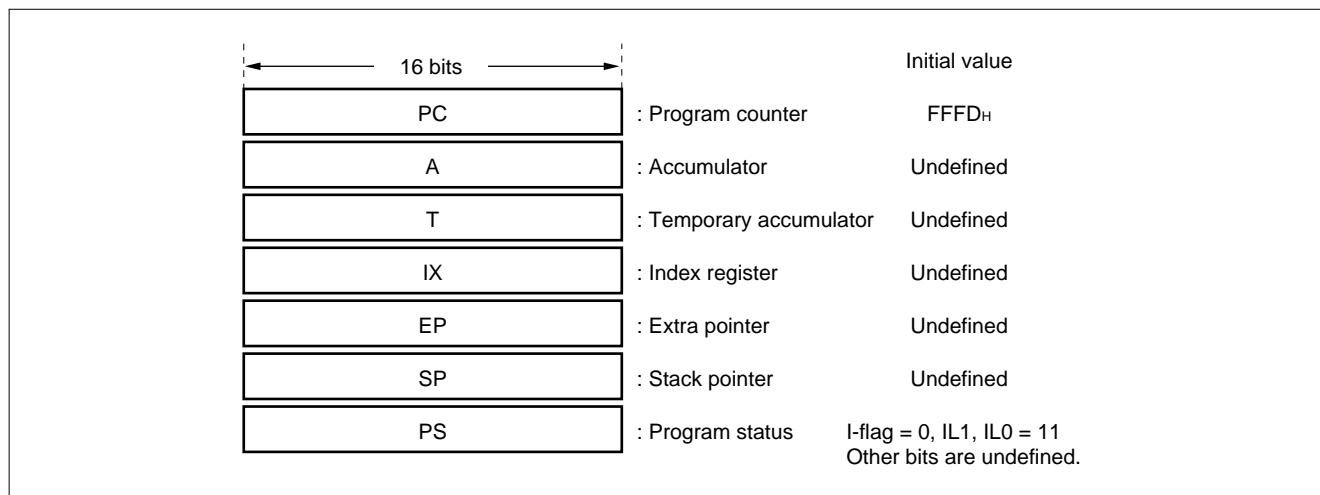 16 bits Initial value
PC : Program counter FFFDH
A : Accumulator Undefined
T : Temporary accumulator Undefined
IX : Index register Undefined
EP : Extra pointer Undefined
SP : Stack pointer Undefined
PS : Program status I-flag = 0, IL1, IL0 = 11
Other bits are undefined.